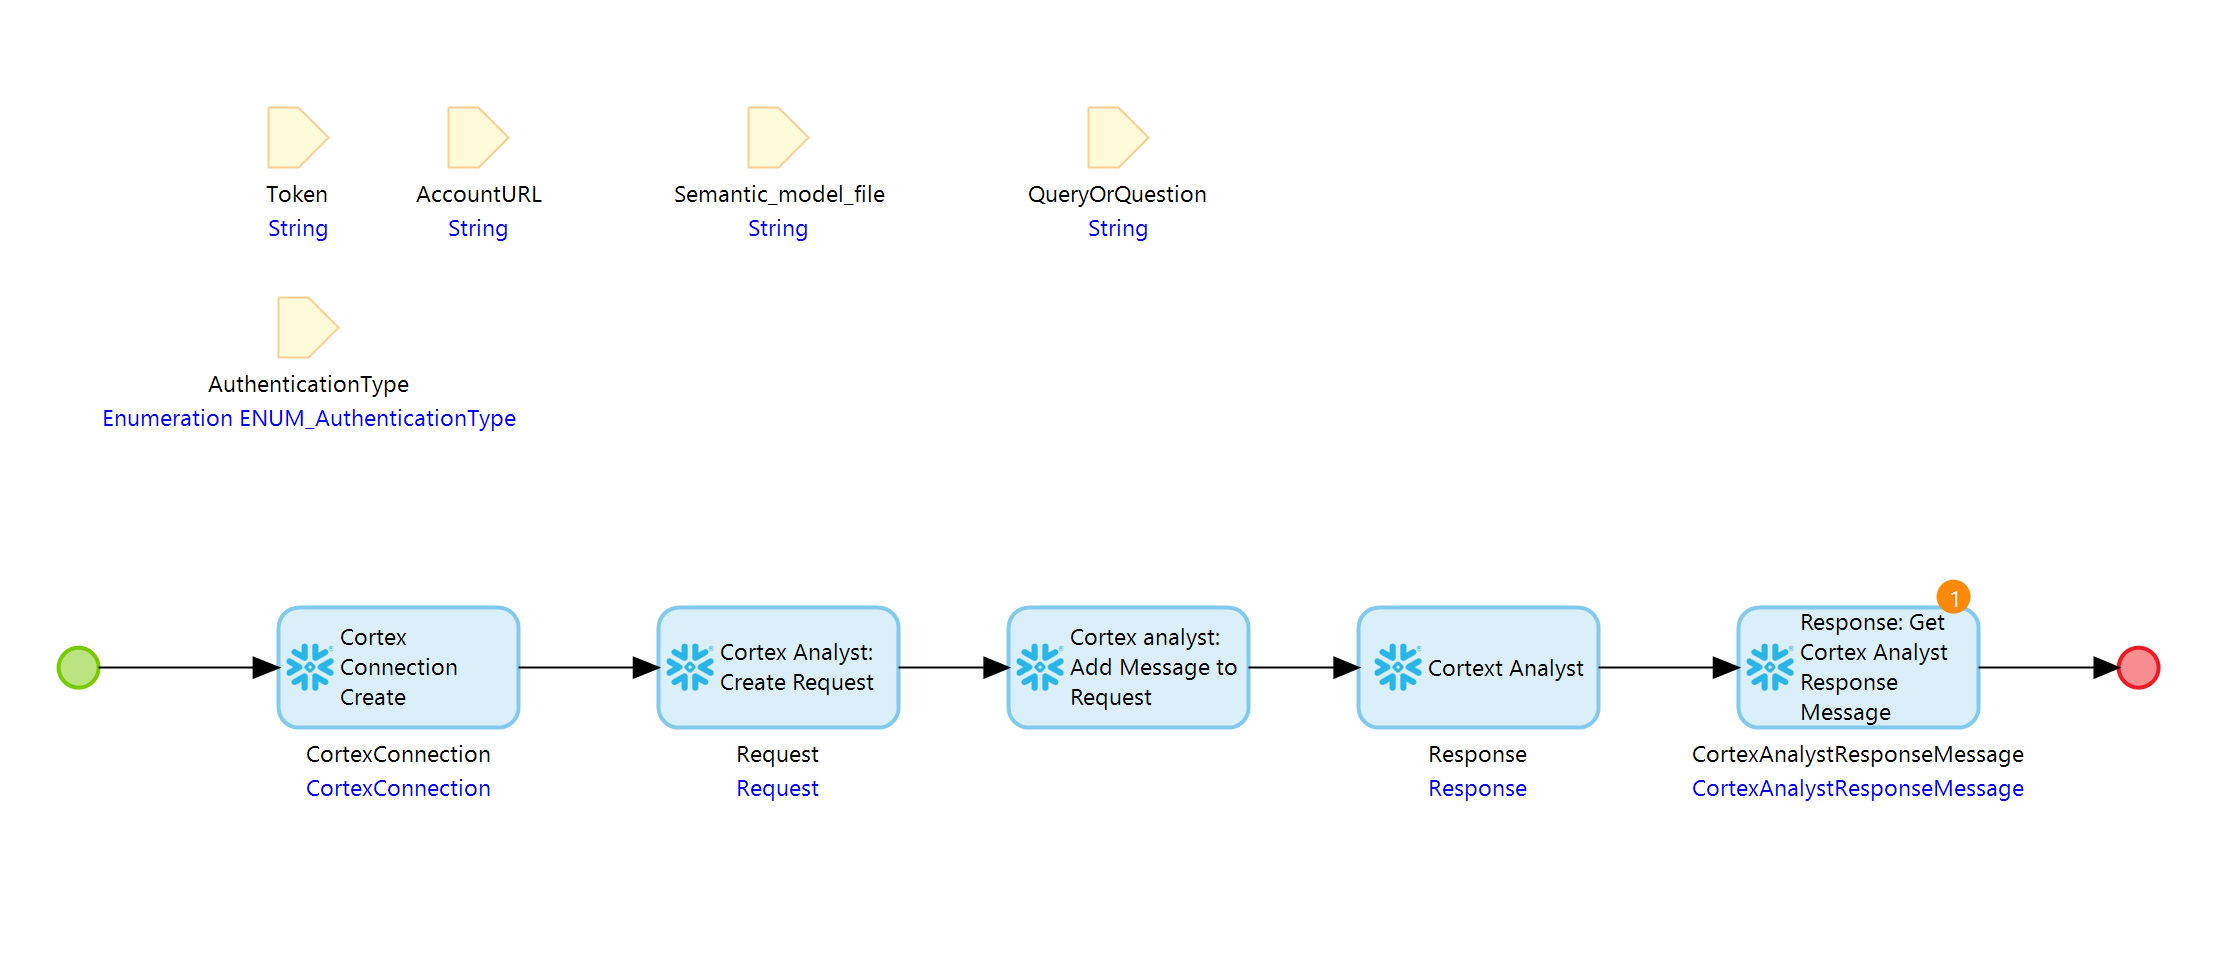 Token
String
AccountURL
String
Semantic_model_file
String
QueryOrQuestion
String
AuthenticationType
Enumeration ENUM_AuthenticationType
Cortex
Connection
Create
CortexConnection
CortexConnection
Cortex Analyst:
Create Request
Request
Request
Cortex analyst:
Add Message to
Request
Cortext Analyst
Response
Response
1
Response: Get
Cortex Analyst
Response
Message
CortexAnalystResponseMessage
CortexAnalystResponseMessage